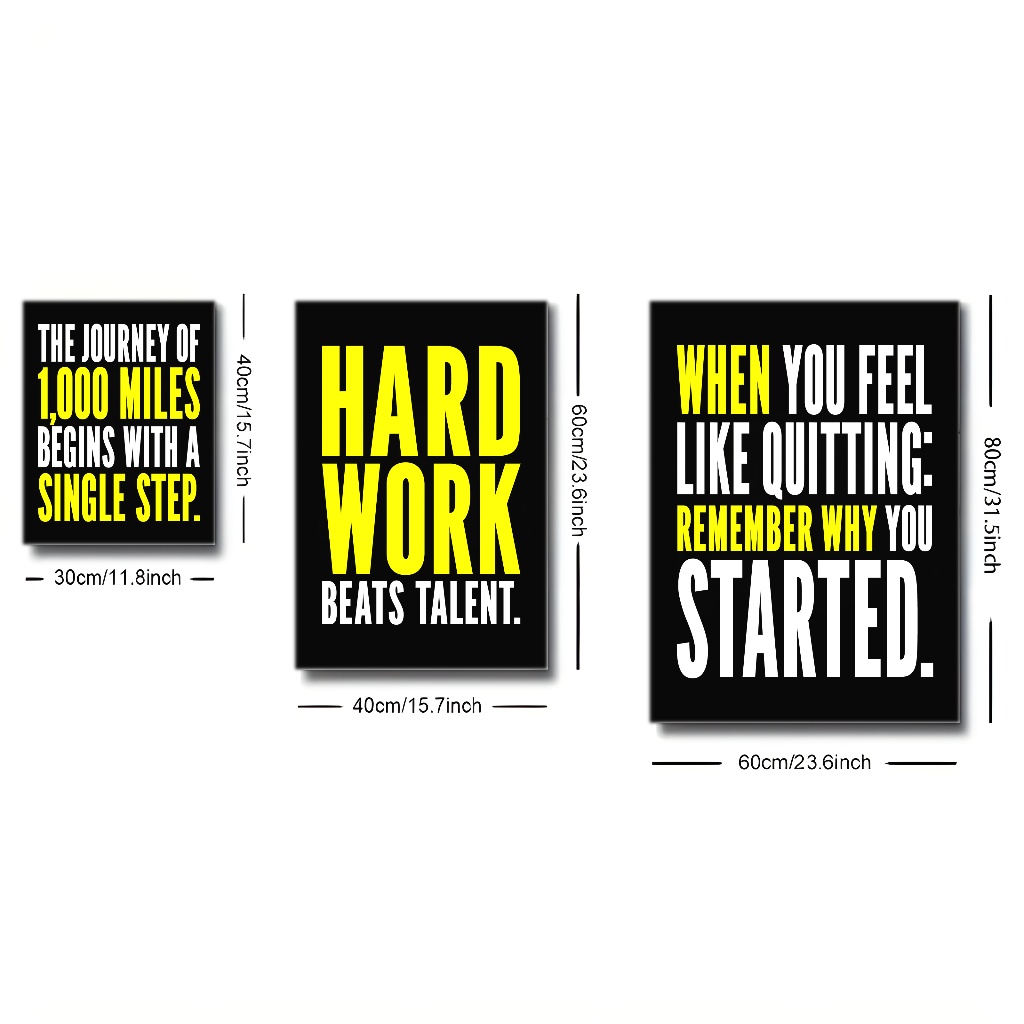 THE JOURNEY OF
1,000 MILES
BEGINS WITH A
SINGLE STEP.
40cm/15.7inch
30cm/11.8inch
HARD
WORK
BEATS TALENT.
60cm/23.6inch
40cm/15.7inch
WHEN YOU FEEL
LIKE QUITTING:
REMEMBER WHY YOU
STARTED.
80cm/31.5inch
60cm/23.6inch